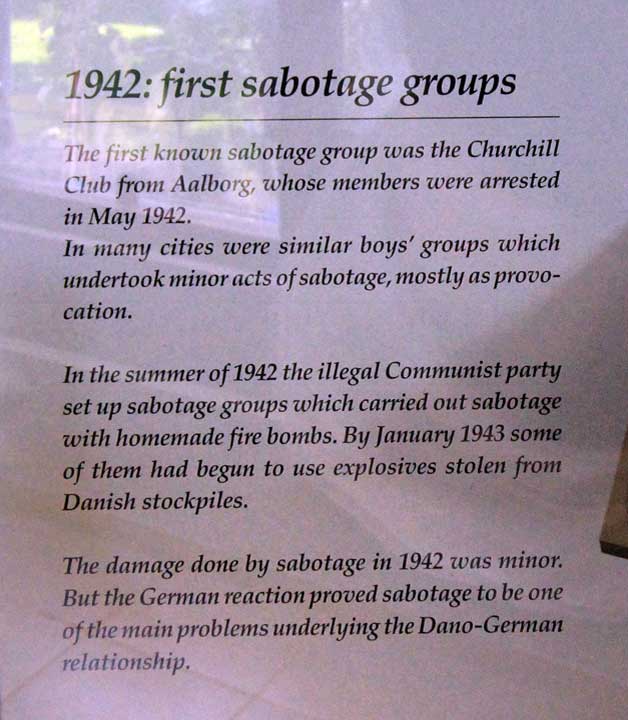 1942: first sabotage groups
The first known sabotage group was the Churchill
Club from Aalborg, whose members were arrested
in May 1942.
In many cities were similar boys' groups which
undertook minor acts of sabotage, mostly as provo-
cation.
In the summer of 1942 the illegal Communist party
set up sabotage groups which carried out sabotage
with homemade fire bombs. By January 1943 some
of them had begun to use explosives stolen from
Danish stockpiles.
The damage done by sabotage in 1942 was minor.
But the German reaction proved sabotage to be one
of the main problems underlying the Dano-German
relationship.